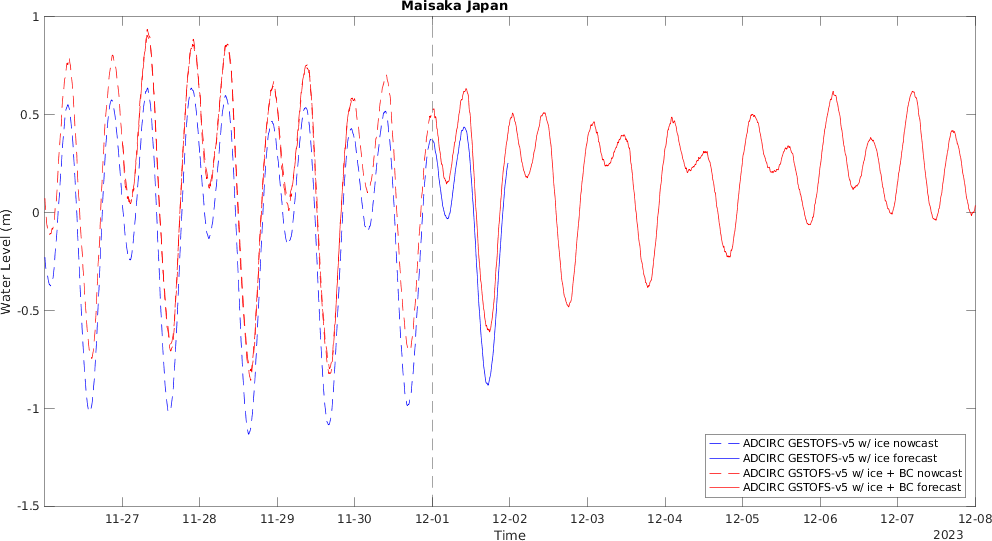 Maisaka Japan
1
0.5
0
-0.5
-1
-1.5
Water Level (m)
11-27
11-28
11-29
11-30
12-01
12-02
12-03
12-04
12-05
12-06
12-07
12-08
Time
2023
ADCIRC GESTOFS-v5 w/ ice nowcast
ADCIRC GESTOFS-v5 w/ ice forecast
ADCIRC GSTOFS-v5 w/ ice + BC nowcast
ADCIRC GSTOFS-v5 w/ ice + BC forecast